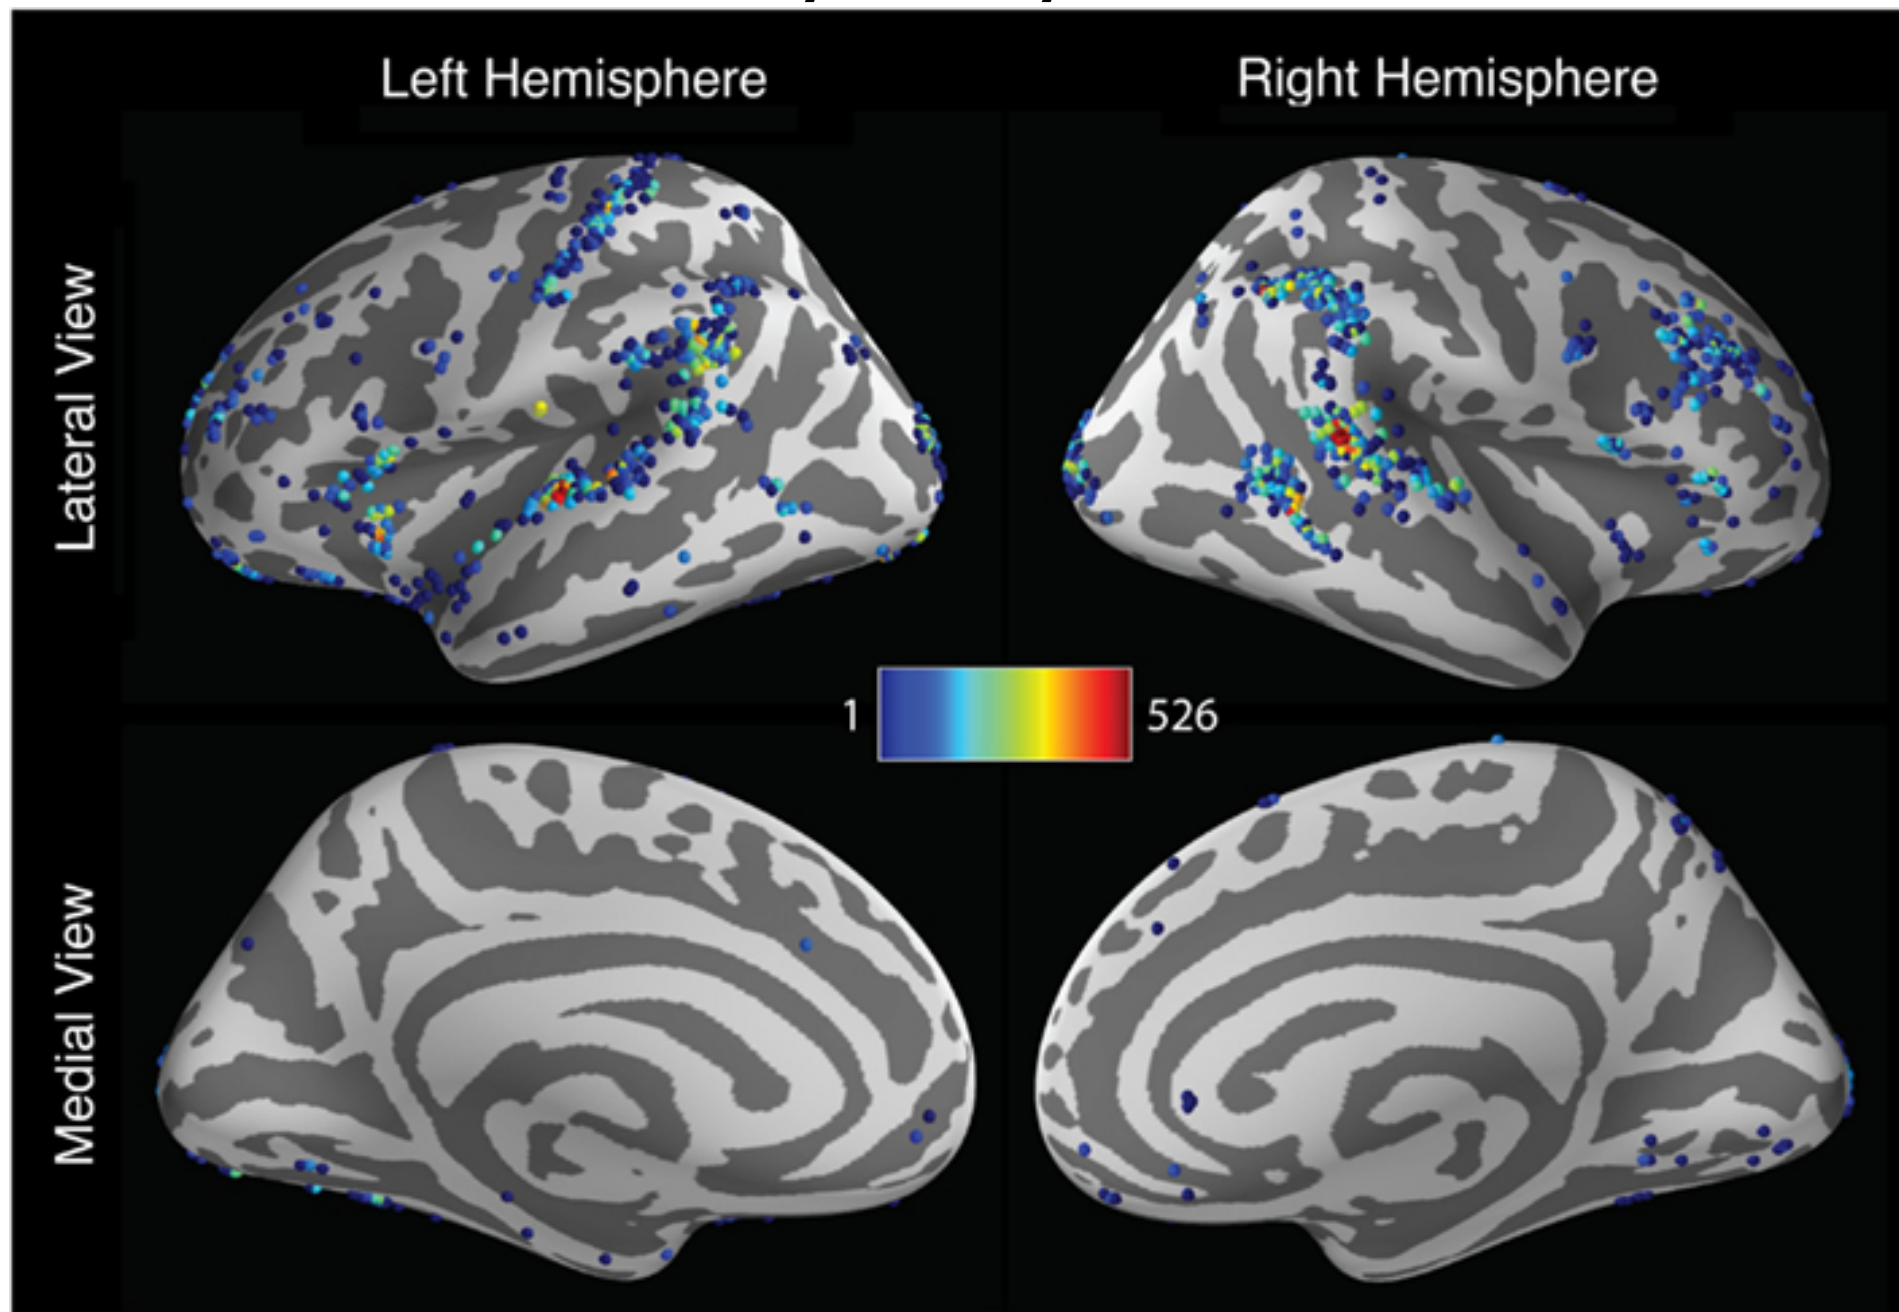 Left Hemisphere
Right Hemisphere
Lateral View
1
526
Medial View